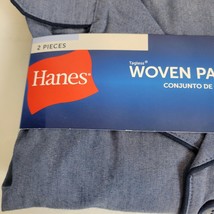 2 PIECES
Hanes®
Tagless®
WOVEN PA
CONJUNTO DE